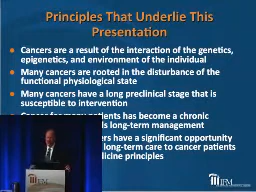 Principles That Underlie This
Presentation
Cancers are a result of the interaction of the genetics,
epigenetics, and environment of the individual
Many cancers are rooted in the disturbance of the
functional physiological state
Many cancers have a long preclinical stage that is
susceptible to intervention
Cancer for many patients has become a chronic
long-term management
have a significant opportunity
long-term care to cancer patients
principles
IFM